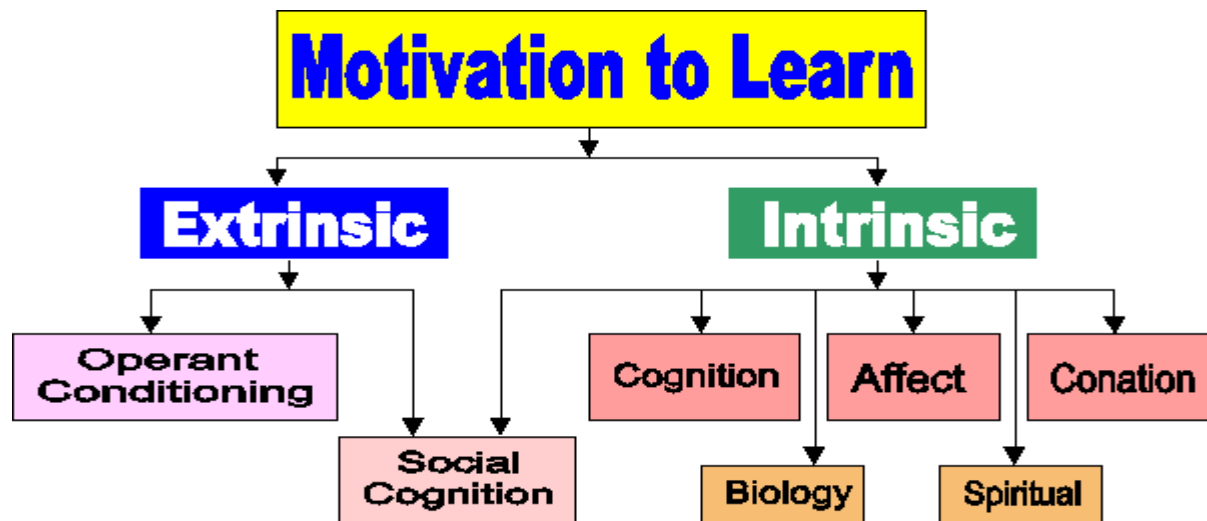 Motivation to Learn
Extrinsic
Intrinsic
Operant
Conditioning
Cognition
Affect
Conation
Social
Cognition
Biology
Spiritual